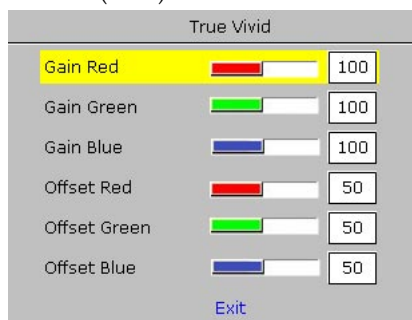 True Vivid
Gain Red 100
Gain Green 100
Gain Blue 100
Offset Red 50
Offset Green 50
Offset Blue 50
Exit